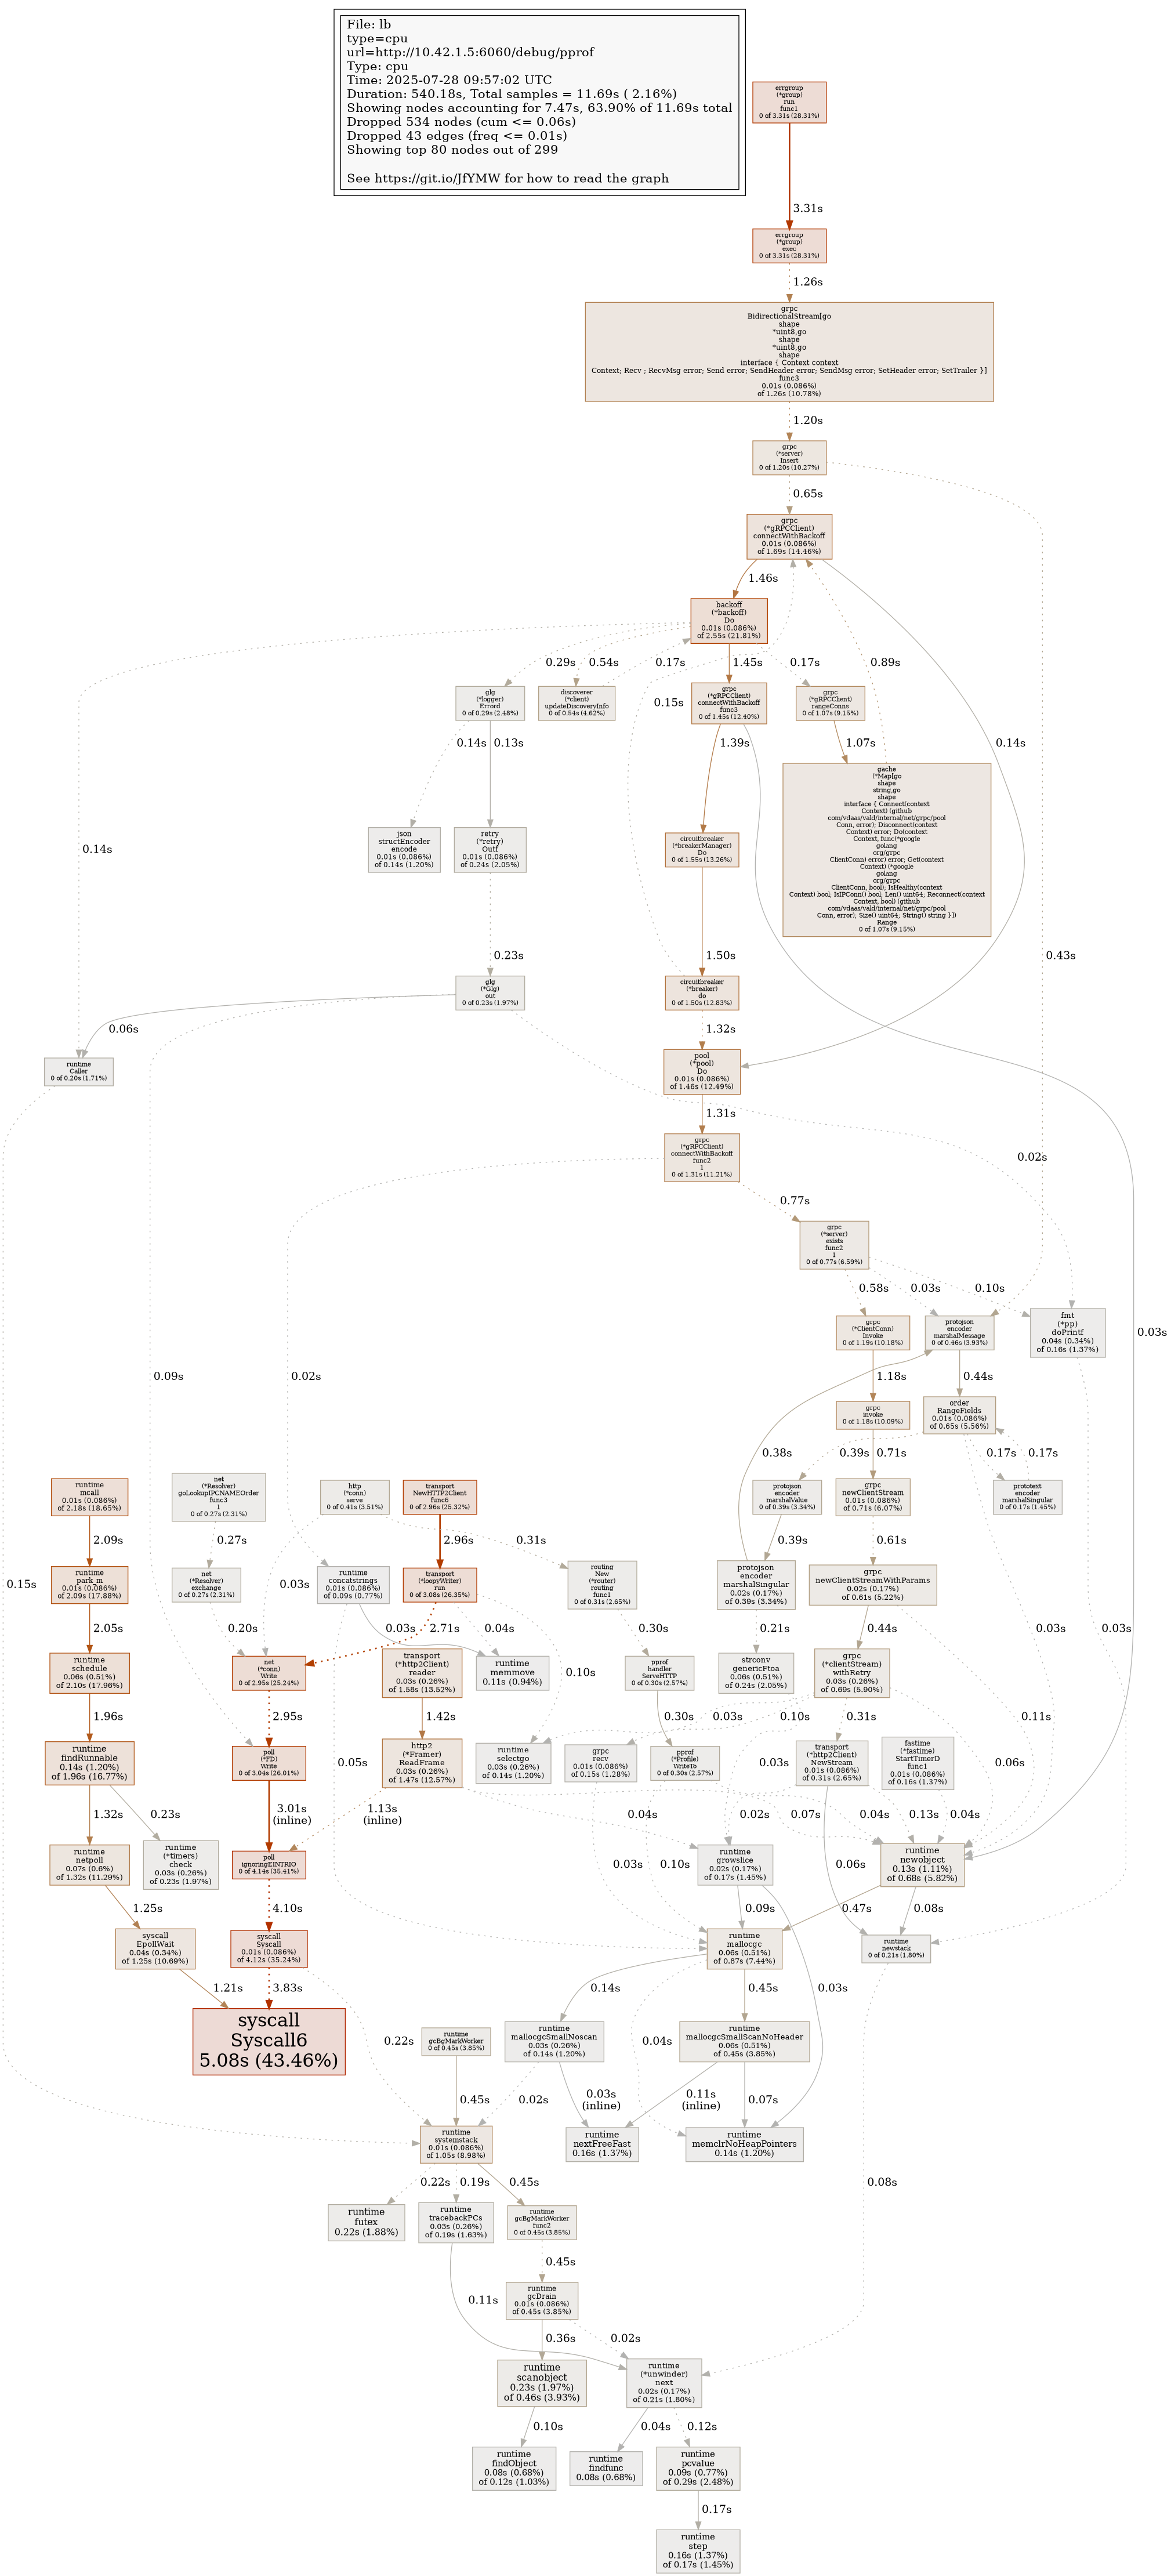 File: lb
type=cpu
url=http://10.42.1.5:6060/debug/pprof
Type: cpu
Time: 2025-07-28 09:57:02 UTC
Duration: 540.18s, Total samples = 11.69s ( 2.16%)
Showing nodes accounting for 7.47s, 63.90% of 11.69s total
Dropped 534 nodes (cum <= 0.06s)
Dropped 43 edges (freq <= 0.01s)
Showing top 80 nodes out of 299
See https://git.io/JfYMW for how to read the graph
errgroup
(*group)
run
func1
0 of 3.31s (28.31%)
3.31s
errgroup
(*group)
exec
0 of 3.31s (28.31%)
1.26s
grpc
BidirectionalStream[go
shape
*uint8,go
shape
*uint8,go
shape
interface { Context context
Context; Recv ; RecvMsg error; Send error; SendHeader error; SendMsg error; SetHeader error; SetTrailer }]
func3
0.01s (0.086%)
of 1.26s (10.78%)
1.20s
grpc
(*server)
Insert
0 of 1.20s (10.27%)
0.65s
grpc
(*gRPCClient)
connectWithBackoff
0.01s (0.086%)
of 1.69s (14.46%)
1.46s
backoff
(*backoff)
Do
0.01s (0.086%)
of 2.55s (21.81%)
0.29s
0.54s
0.17s
1.45s
0.17s
0.89s
glg
(*logger)
Errord
0 of 0.29s (2.48%)
discoverer
(*client)
updateDiscoveryInfo
0 of 0.54s (4.62%)
grpc
(*gRPCClient)
connectWithBackoff
func3
0 of 1.45s (12.40%)
grpc
(*gRPCClient)
rangeConns
0 of 1.07s (9.15%)
0.15s
0.14s
0.13s
1.39s
1.07s
0.14s
gache
(*Map[go
shape
string,go
shape
interface { Connect(context
Context) (github
com/vdaas/vald/internal/net/grpc/pool
Conn, error); Disconnect(context
Context) error; Do(context
Context, func(*google
golang
org/grpc
ClientConn) error) error; Get(context
Context) (*google
golang
org/grpc
ClientConn, bool); IsHealthy(context
Context) bool; IsIPConn() bool; Len() uint64; Reconnect(context
Context, bool) (github
com/vdaas/vald/internal/net/grpc/pool
Conn, error); Size() uint64; String() string }])
Range
0 of 1.07s (9.15%)
json
structEncoder
encode
0.01s (0.086%)
of 0.14s (1.20%)
retry
(*retry)
Outf
0.01s (0.086%)
of 0.24s (2.05%)
circuitbreaker
(*breakerManager)
Do
0 of 1.55s (13.26%)
0.14s
0.23s
1.50s
0.43s
glg
(*Glg)
out
0 of 0.23s (1.97%)
circuitbreaker
(*breaker)
do
0 of 1.50s (12.83%)
0.06s
1.32s
runtime
Caller
0 of 0.20s (1.71%)
pool
(*pool)
Do
0.01s (0.086%)
of 1.46s (12.49%)
1.31s
0.02s
grpc
(*gRPCClient)
connectWithBackoff
func2
1
0 of 1.31s (11.21%)
0.77s
grpc
(*server)
exists
func2
1
0 of 0.77s (6.59%)
0.58s
0.03s
0.10s
grpc
(*ClientConn)
Invoke
0 of 1.19s (10.18%)
protojson
encoder
marshalMessage
0 of 0.46s (3.93%)
fmt
(*pp)
doPrintf
0.04s (0.34%)
of 0.16s (1.37%)
0.03s
0.09s
0.02s
1.18s
0.44s
grpc
invoke
0 of 1.18s (10.09%)
order
RangeFields
0.01s (0.086%)
of 0.65s (5.56%)
0.38s
0.39s
0.71s
0.17s
0.17s
runtime
mcall
0.01s (0.086%)
of 2.18s (18.65%)
net
(*Resolver)
goLookupIPCNAMEOrder
func3
1
0 of 0.27s (2.31%)
http
(*conn)
serve
0 of 0.41s (3.51%)
transport
NewHTTP2Client
func6
0 of 2.96s (25.32%)
protojson
encoder
marshalValue
0 of 0.39s (3.34%)
grpc
newClientStream
0.01s (0.086%)
of 0.71s (6.07%)
prototext
encoder
marshalSingular
0 of 0.17s (1.45%)
2.09s
0.27s
0.31s
2.96s
0.39s
0.61s
0.15s
runtime
park_m
0.01s (0.086%)
of 2.09s (17.88%)
net
(*Resolver)
exchange
0 of 0.27s (2.31%)
0.03s
runtime
concatstrings
0.01s (0.086%)
of 0.09s (0.77%)
transport
(*loopyWriter)
run
0 of 3.08s (26.35%)
routing
New
(*router)
routing
func1
0 of 0.31s (2.65%)
protojson
encoder
marshalSingular
0.02s (0.17%)
of 0.39s (3.34%)
grpc
newClientStreamWithParams
0.02s (0.17%)
of 0.61s (5.22%)
2.05s
0.20s
0.03s
2.71s
0.04s
0.30s
0.21s
0.44s
0.03s
0.03s
runtime
schedule
0.06s (0.51%)
of 2.10s (17.96%)
net
(*conn)
Write
0 of 2.95s (25.24%)
transport
(*http2Client)
reader
0.03s (0.26%)
of 1.58s (13.52%)
runtime
memmove
0.11s (0.94%)
0.10s
pprof
handler
ServeHTTP
0 of 0.30s (2.57%)
strconv
genericFtoa
0.06s (0.51%)
of 0.24s (2.05%)
grpc
(*clientStream)
withRetry
0.03s (0.26%)
of 0.69s (5.90%)
1.96s
2.95s
1.42s
0.30s
0.03s
0.10s
0.31s
0.11s
runtime
findRunnable
0.14s (1.20%)
of 1.96s (16.77%)
poll
(*FD)
Write
0 of 3.04s (26.01%)
0.05s
http2
(*Framer)
ReadFrame
0.03s (0.26%)
of 1.47s (12.57%)
runtime
selectgo
0.03s (0.26%)
of 0.14s (1.20%)
grpc
recv
0.01s (0.086%)
of 0.15s (1.28%)
pprof
(*Profile)
WriteTo
0 of 0.30s (2.57%)
0.03s
transport
(*http2Client)
NewStream
0.01s (0.086%)
of 0.31s (2.65%)
fastime
(*fastime)
StartTimerD
func1
0.01s (0.086%)
of 0.16s (1.37%)
0.06s
1.32s
0.23s
3.01s
(inline)
1.13s
(inline)
0.04s
0.02s
0.07s
0.04s
0.13s
0.04s
runtime
netpoll
0.07s (0.6%)
of 1.32s (11.29%)
runtime
(*timers)
check
0.03s (0.26%)
of 0.23s (1.97%)
poll
ignoringEINTRIO
0 of 4.14s (35.41%)
0.03s
0.10s
runtime
growslice
0.02s (0.17%)
of 0.17s (1.45%)
0.06s
runtime
newobject
0.13s (1.11%)
of 0.68s (5.82%)
1.25s
4.10s
0.09s
0.47s
0.08s
syscall
EpollWait
0.04s (0.34%)
of 1.25s (10.69%)
syscall
Syscall
0.01s (0.086%)
of 4.12s (35.24%)
runtime
mallocgc
0.06s (0.51%)
of 0.87s (7.44%)
runtime
newstack
0 of 0.21s (1.80%)
1.21s
3.83s
0.14s
0.45s
0.03s
syscall
Syscall6
5.08s (43.46%)
0.22s
runtime
gcBgMarkWorker
0 of 0.45s (3.85%)
runtime
mallocgcSmallNoscan
0.03s (0.26%)
of 0.14s (1.20%)
0.04s
runtime
mallocgcSmallScanNoHeader
0.06s (0.51%)
of 0.45s (3.85%)
0.45s
0.02s
0.03s
(inline)
0.11s
(inline)
0.07s
runtime
systemstack
0.01s (0.086%)
of 1.05s (8.98%)
runtime
nextFreeFast
0.16s (1.37%)
runtime
memclrNoHeapPointers
0.14s (1.20%)
0.22s
0.19s
0.45s
0.08s
runtime
futex
0.22s (1.88%)
runtime
tracebackPCs
0.03s (0.26%)
of 0.19s (1.63%)
runtime
gcBgMarkWorker
func2
0 of 0.45s (3.85%)
0.45s
0.11s
runtime
gcDrain
0.01s (0.086%)
of 0.45s (3.85%)
0.36s
0.02s
runtime
scanobject
0.23s (1.97%)
of 0.46s (3.93%)
runtime
(*unwinder)
next
0.02s (0.17%)
of 0.21s (1.80%)
0.10s
0.04s
0.12s
runtime
findObject
0.08s (0.68%)
of 0.12s (1.03%)
runtime
findfunc
0.08s (0.68%)
runtime
pcvalue
0.09s (0.77%)
of 0.29s (2.48%)
0.17s
runtime
step
0.16s (1.37%)
of 0.17s (1.45%)